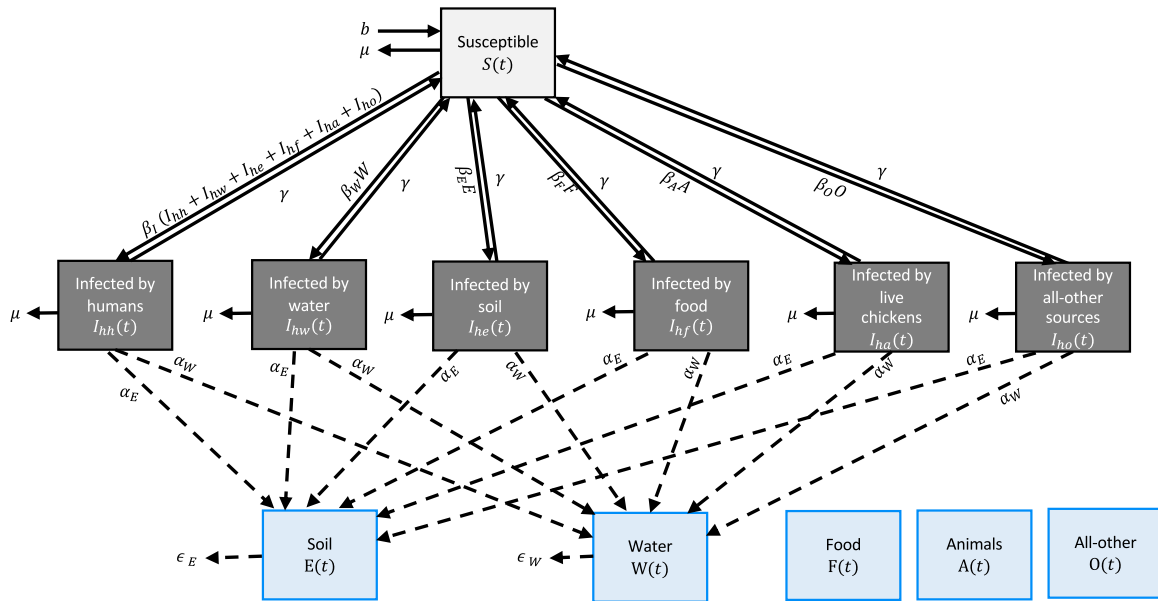 b
μ
Susceptible
S(t)
β_I (I_hh + I_hw + I_he + I_hf + I_ha + I_ho)
γ
β_W W
γ
β_E E
γ
β_F F
γ
β_A A
γ
β_O O
γ
μ
Infected by
humans
I_hh(t)
μ
Infected by
water
I_hw(t)
μ
Infected by
soil
I_he(t)
μ
Infected by
food
I_hf(t)
μ
Infected by
live
chickens
I_ha(t)
μ
Infected by
all-other
sources
I_ho(t)
α_E
α_W
α_E
α_W
α_E
α_W
α_E
α_W
α_E
α_W
α_E
α_W
ϵ_E
Soil
E(t)
ϵ_W
Water
W(t)
Food
F(t)
Animals
A(t)
All-other
O(t)